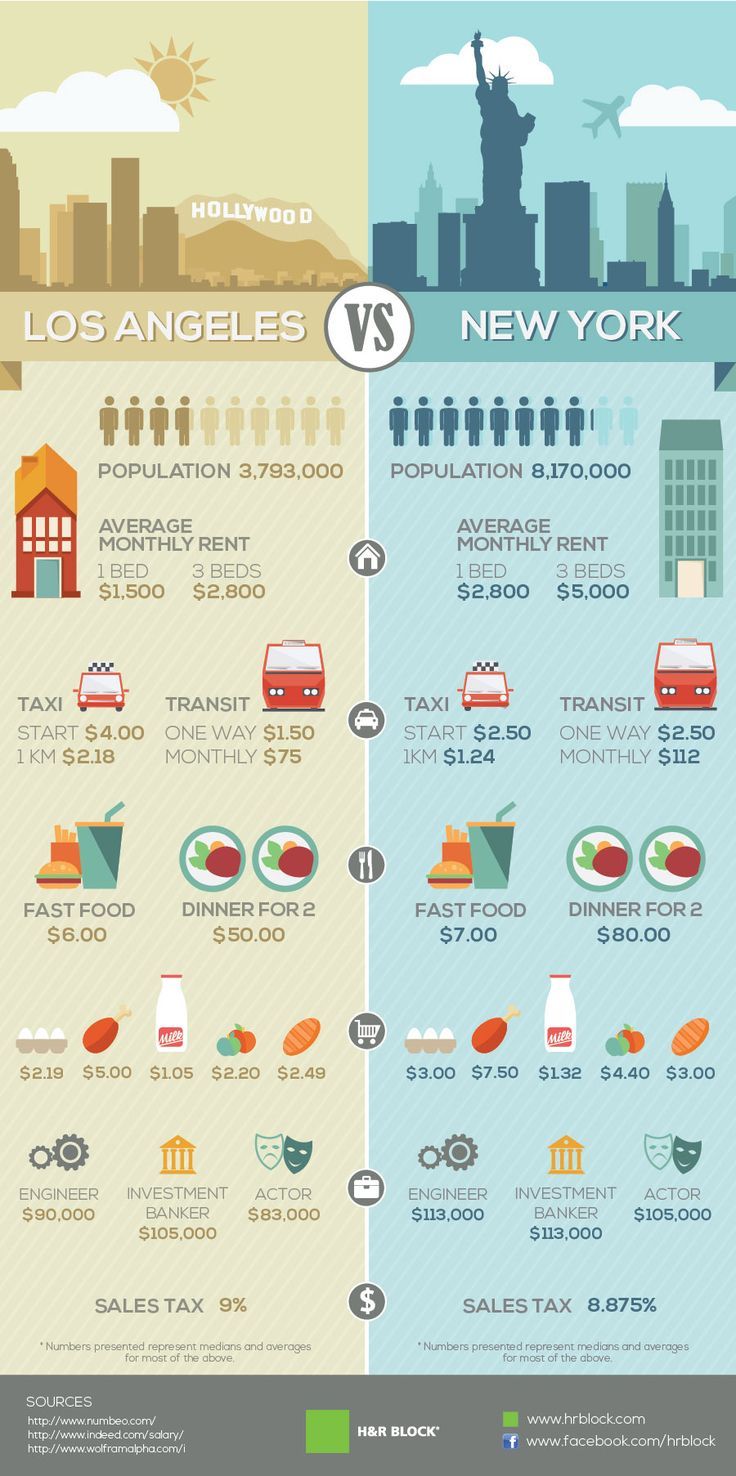 HOLLYWOOD
LOS ANGELES
VS
NEW YORK
POPULATION 3,793,000
AVERAGE
MONTHLY RENT
1 BED 3 BEDS
$1,500 $2,800
POPULATION 8,170,000
AVERAGE
MONTHLY RENT
1 BED 3 BEDS
$2,800 $5,000
TAXI
START $4.00
1 KM $2.18
TRANSIT
ONE WAY $1.50
MONTHLY $75
TAXI
START $2.50
1KM $1.24
TRANSIT
ONE WAY $2.50
MONTHLY $112
FAST FOOD
$6.00
DINNER FOR 2
$50.00
FAST FOOD
$7.00
DINNER FOR 2
$80.00
Milk
$2.19 $5.00 $1.05 $2.20 $2.49
Milk
$3.00 $7.50 $1.32 $4.40 $3.00
ENGINEER
$90,000
INVESTMENT
BANKER
$105,000
ACTOR
$83,000
ENGINEER
$113,000
INVESTMENT
BANKER
$113,000
ACTOR
$105,000
SALES TAX 9%
$
SALES TAX 8.875%
* Numbers presented represent medians and averages
for most of the above.
* Numbers presented represent medians and averages
for most of the above.
SOURCES
http://www.numbeo.com/
http://www.indeed.com/salary/
http://www.wolframalpha.com/i
H&R BLOCK®
www.hrblock.com
f www.facebook.com/hrblock